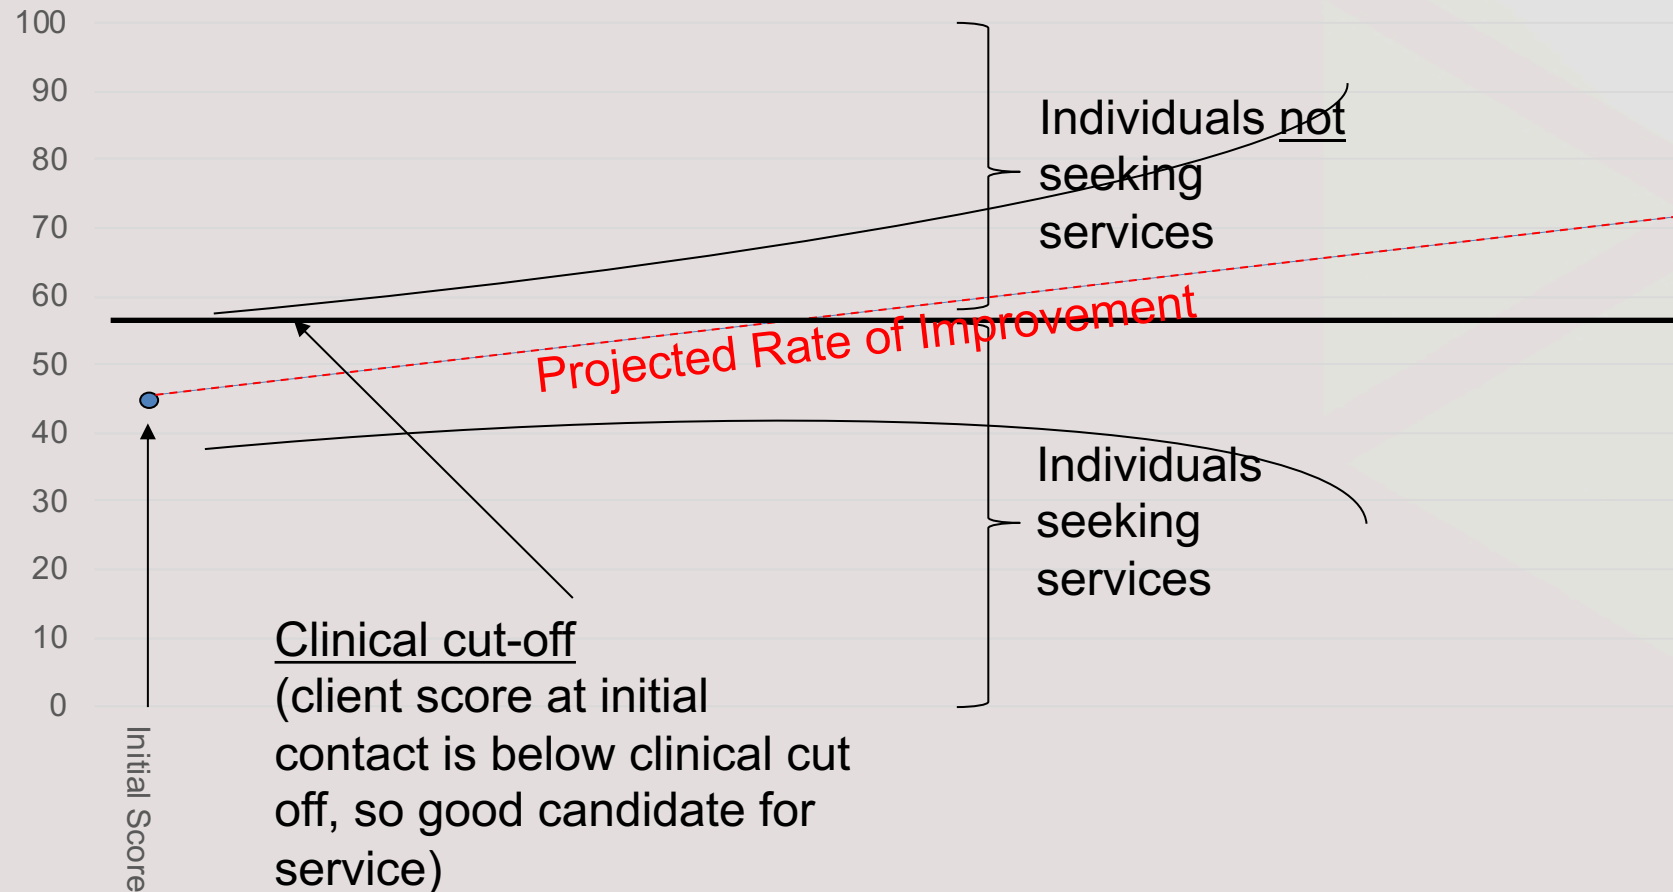 100
90
80
70
60
50
40
30
20
10
0
Individuals not
seeking
services
Projected Rate of Improvement
Individuals
seeking
services
Clinical cut-off
(client score at initial
contact is below clinical cut
off, so good candidate for
service)
Initial Score